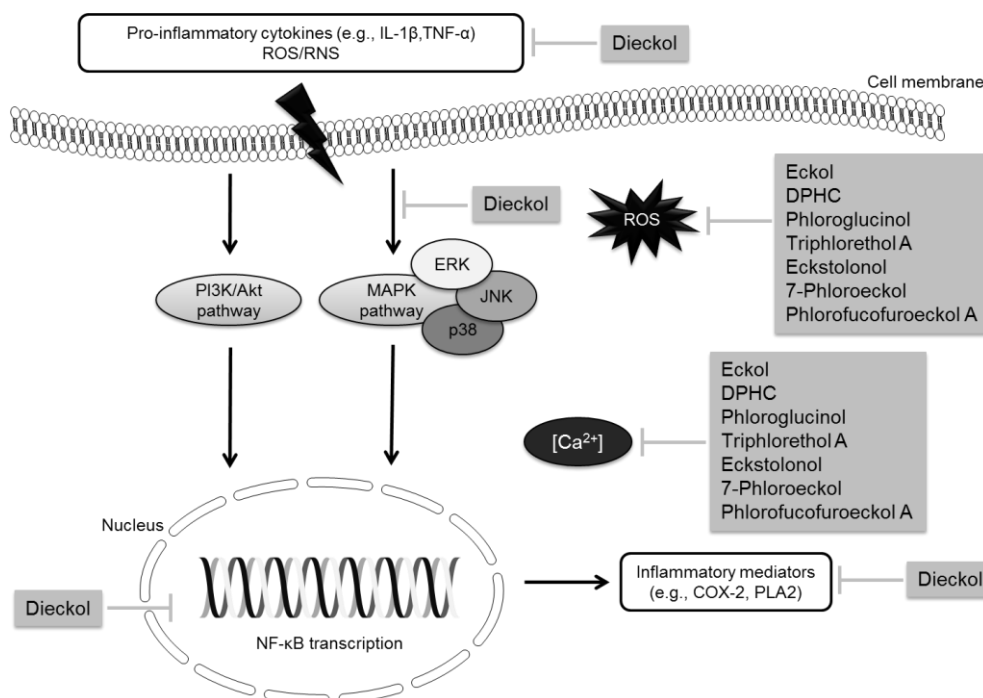 Pro-inflammatory cytokines (e.g., IL-1β,TNF-α)
ROS/RNS
Dieckol
Cell membrane
Dieckol
ROS
Eckol
DPHC
Phloroglucinol
Triphlorethol A
Eckstolonol
7-Phloroeckol
Phlorofucofuroeckol A
PI3K/Akt
pathway
MAPK
pathway
ERK
JNK
p38
[Ca²⁺]
Eckol
DPHC
Phloroglucinol
Triphlorethol A
Eckstolonol
7-Phloroeckol
Phlorofucofuroeckol A
Nucleus
Dieckol
NF-κB transcription
Inflammatory mediators
(e.g., COX-2, PLA2)
Dieckol